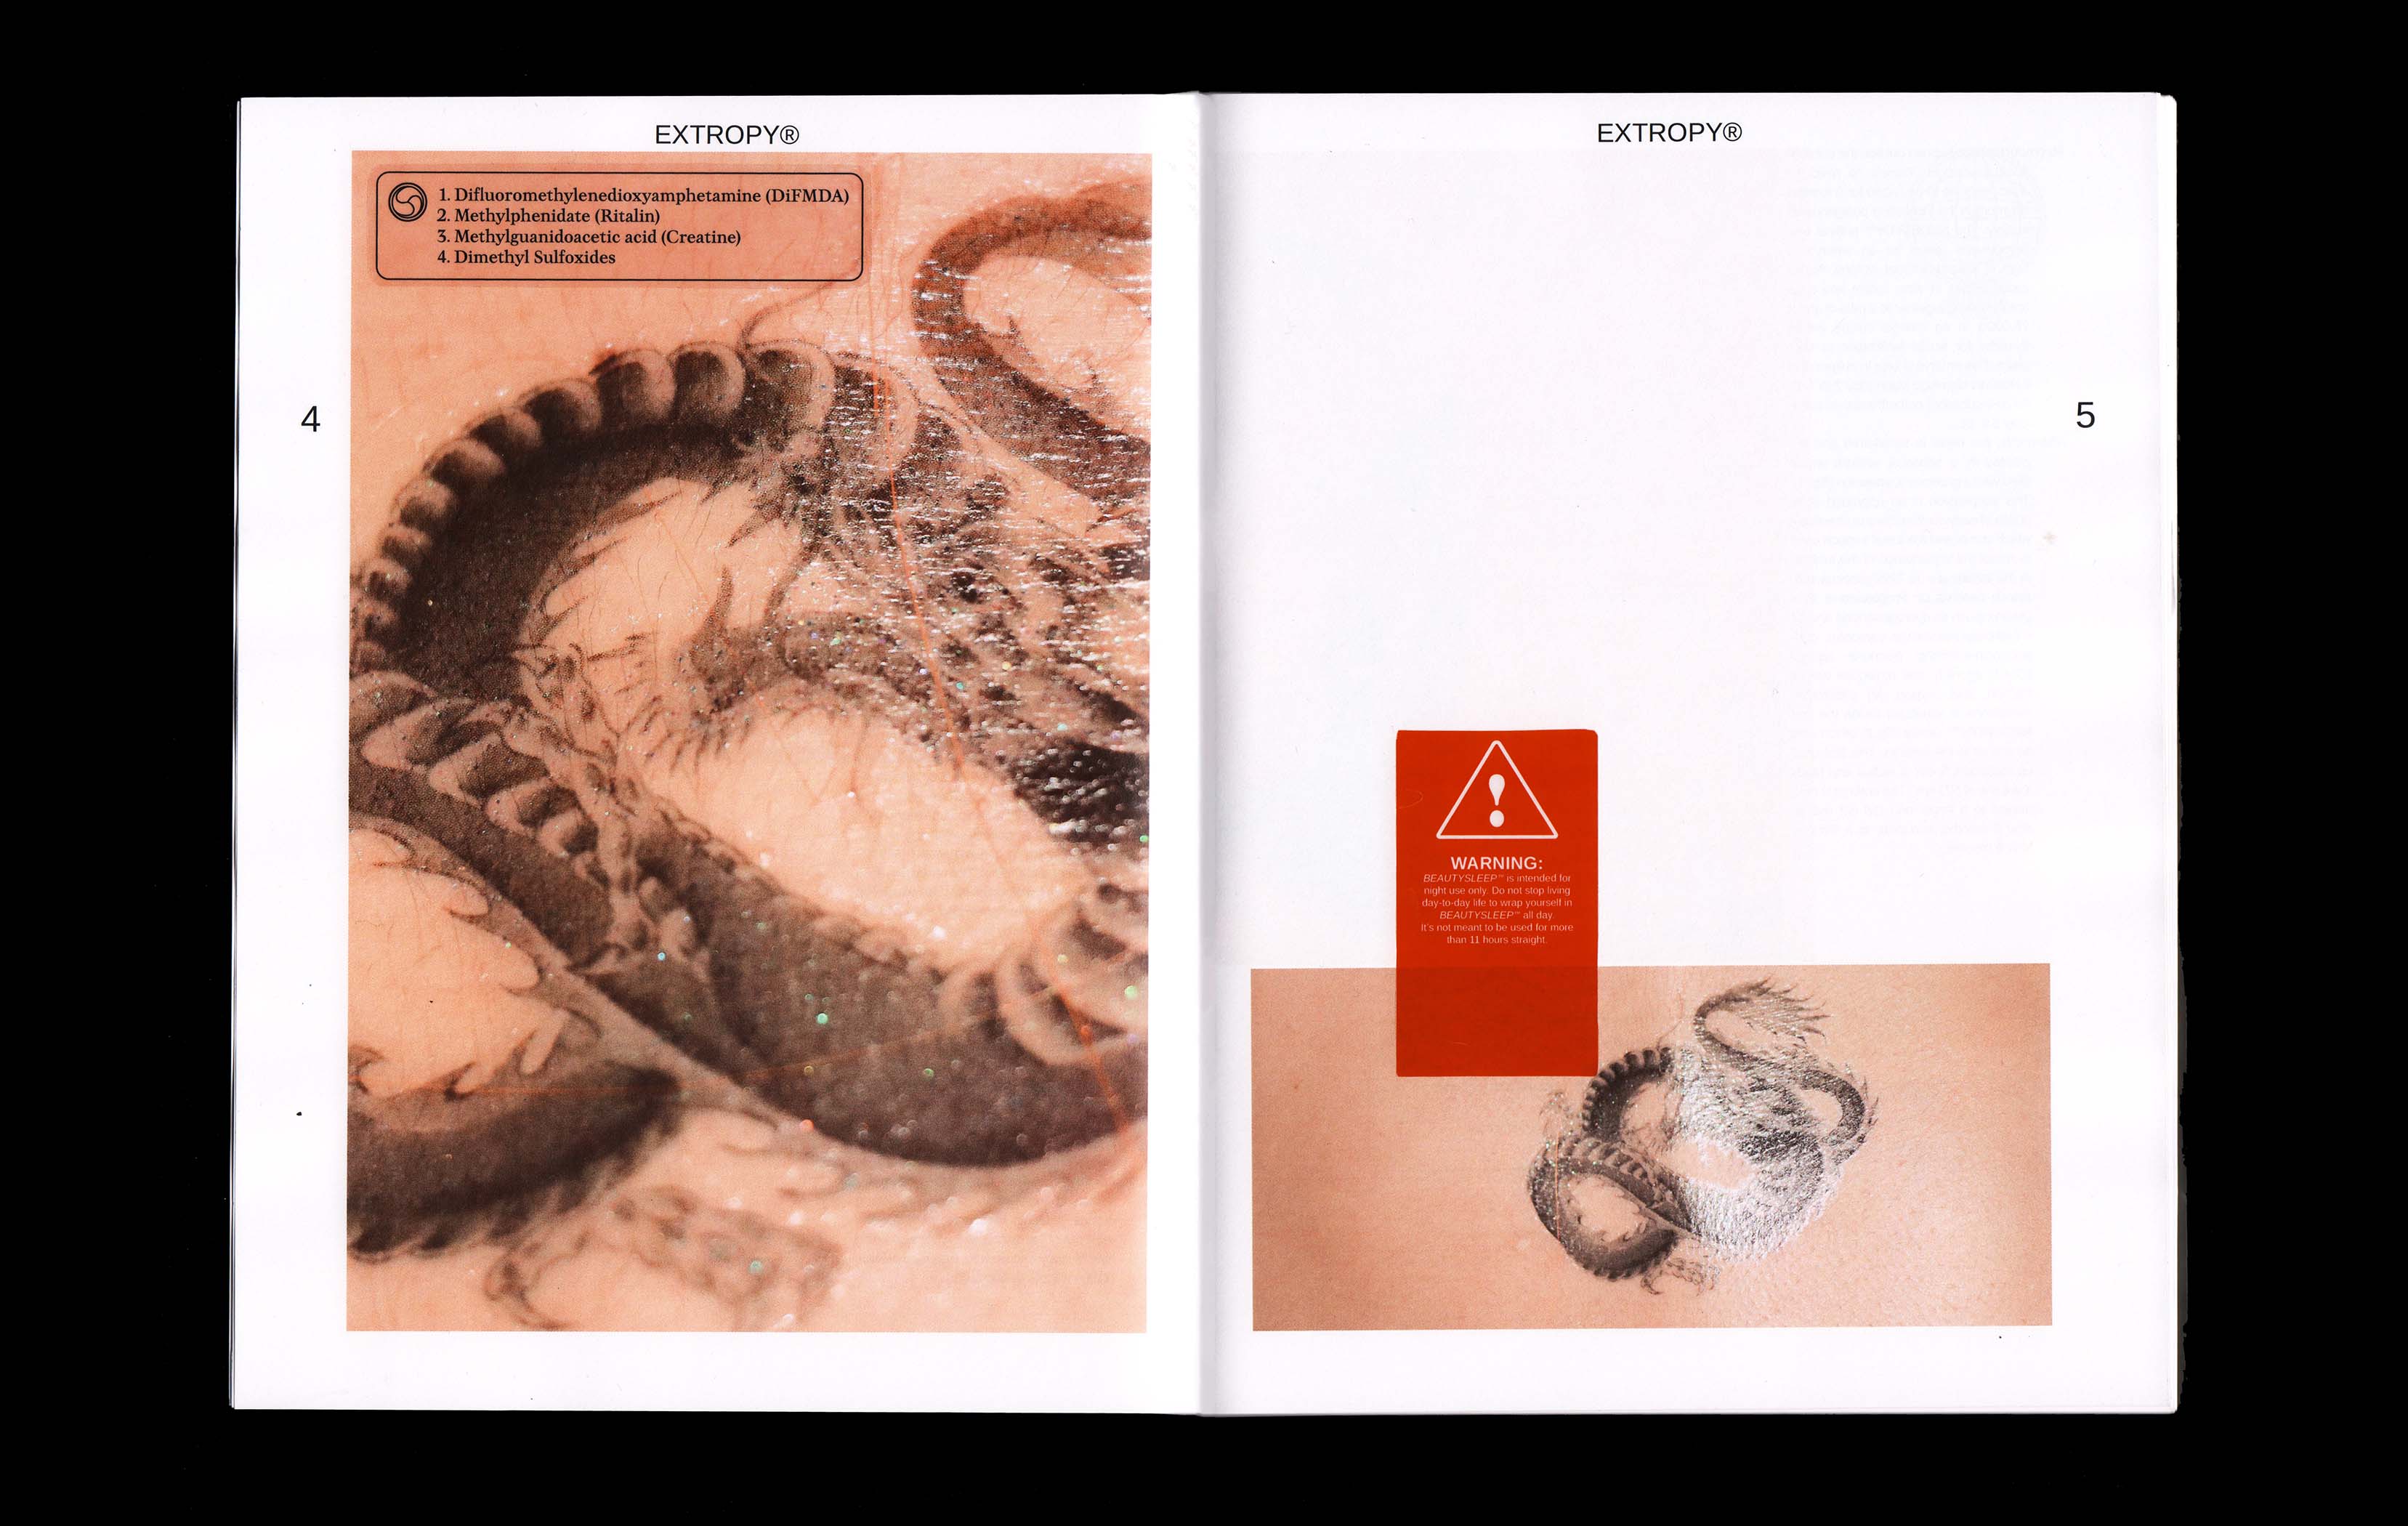 EXTROPY®
1. Difluoromethylenedioxyamphetamine (DiFMDA)
2. Methylphenidate (Ritalin)
3. Methylguanidoacetic acid (Creatine)
4. Dimethyl Sulfoxides
4
EXTROPY®
5
WARNING:
BEAUTYSLEEP™ is intended for
night use only. Do not stop living
day-to-day life to wrap yourself in
BEAUTYSLEEP™ all day.
It's not meant to be used for more
than 11 hours straight.